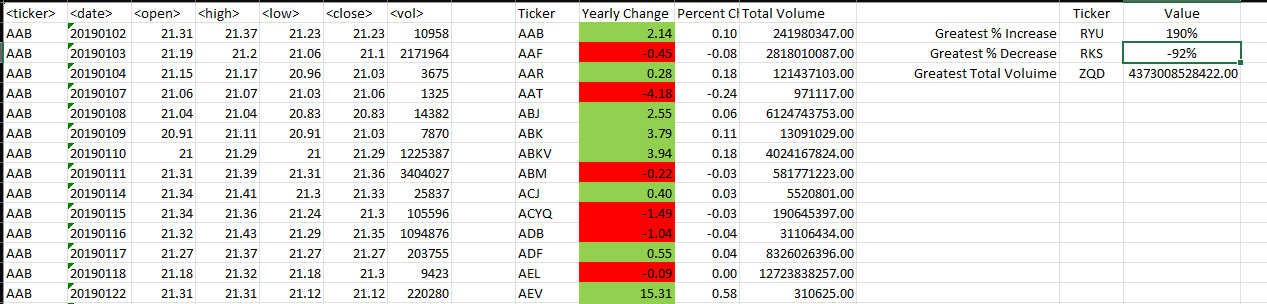 <ticker> <date> <open> <high> <low> <close> <vol> Ticker Yearly Change Percent Ch Total Volume Ticker Value
AAB 20190102 21.31 21.37 21.23 21.23 10958 AAB 2.14 0.10 241980347.00 Greatest % Increase RYU 190%
AAB 20190103 21.19 21.2 21.06 21.1 2171964 AAF -0.45 -0.08 2818010087.00 Greatest % Decrease RKS -92%
AAB 20190104 21.15 21.17 20.96 21.03 3675 AAR 0.28 0.18 121437103.00 Greatest Total Voluime ZQD 4373008528422.00
AAB 20190107 21.06 21.07 21.03 21.06 1325 AAT -4.18 -0.24 971117.00
AAB 20190108 21.04 21.04 20.83 20.83 14382 ABJ 2.55 0.06 6124743753.00
AAB 20190109 20.91 21.11 20.91 21.03 7870 ABK 3.79 0.11 13091029.00
AAB 20190110 21 21.29 21 21.29 1225387 ABKV 3.94 0.18 4024167824.00
AAB 20190111 21.31 21.39 21.31 21.36 3404027 ABM -0.22 -0.03 581771223.00
AAB 20190114 21.34 21.41 21.3 21.33 25837 ACJ 0.40 0.03 5520801.00
AAB 20190115 21.34 21.36 21.24 21.3 105596 ACYQ -1.49 -0.03 190645397.00
AAB 20190116 21.32 21.43 21.29 21.35 1094876 ADB -1.04 -0.04 31106434.00
AAB 20190117 21.27 21.37 21.27 21.27 203755 ADF 0.55 0.04 8326026396.00
AAB 20190118 21.18 21.32 21.18 21.3 9423 AEL -0.09 0.00 12723838257.00
AAB 20190122 21.31 21.31 21.12 21.12 220280 AEV 15.31 0.58 310625.00